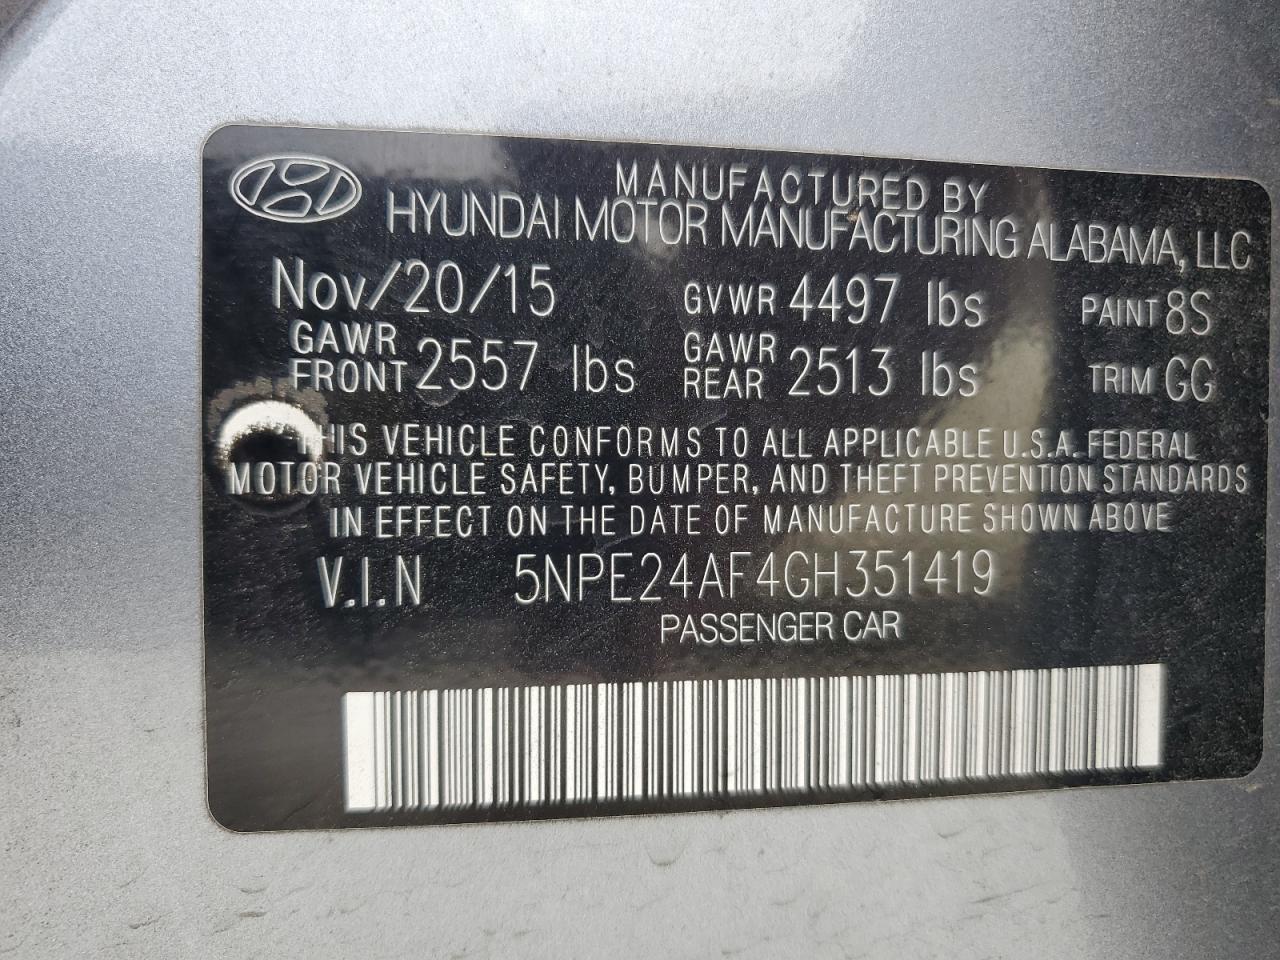 MANUFACTURED BY
HYUNDAI MOTOR MANUFACTURING ALABAMA, LLC
Nov/20/15 GVWR 4497 lbs PAINT 8S
GAWR FRONT 2557 lbs GAWR REAR 2513 lbs TRIM GG
THIS VEHICLE CONFORMS TO ALL APPLICABLE U.S.A. FEDERAL
MOTOR VEHICLE SAFETY, BUMPER, AND THEFT PREVENTION STANDARDS
IN EFFECT ON THE DATE OF MANUFACTURE SHOWN ABOVE
V.I.N 5NPE24AF4GH351419
PASSENGER CAR